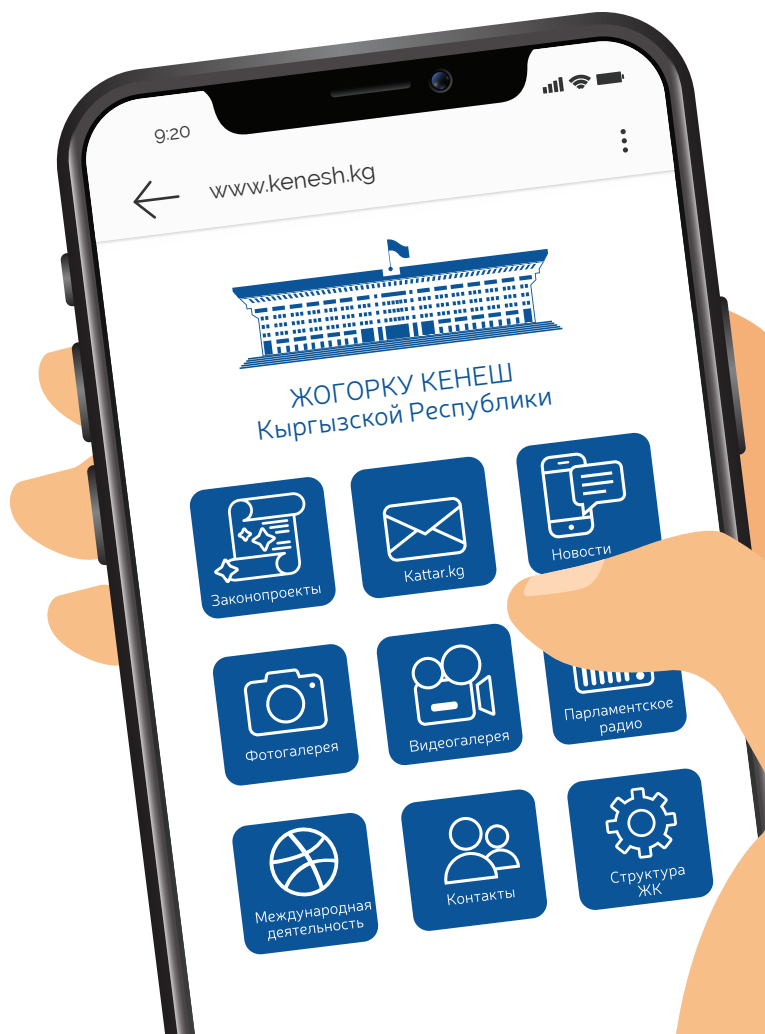 9:20
www.kenesh.kg
ЖОГОРКУ КЕНЕШ
Кыргызской Республики
Законопроекты
Kattar.kg
Новости
Фотогалерея
Видеогалерея
Парламентское
радио
Международная
деятельность
Контакты
Структура
ЖК